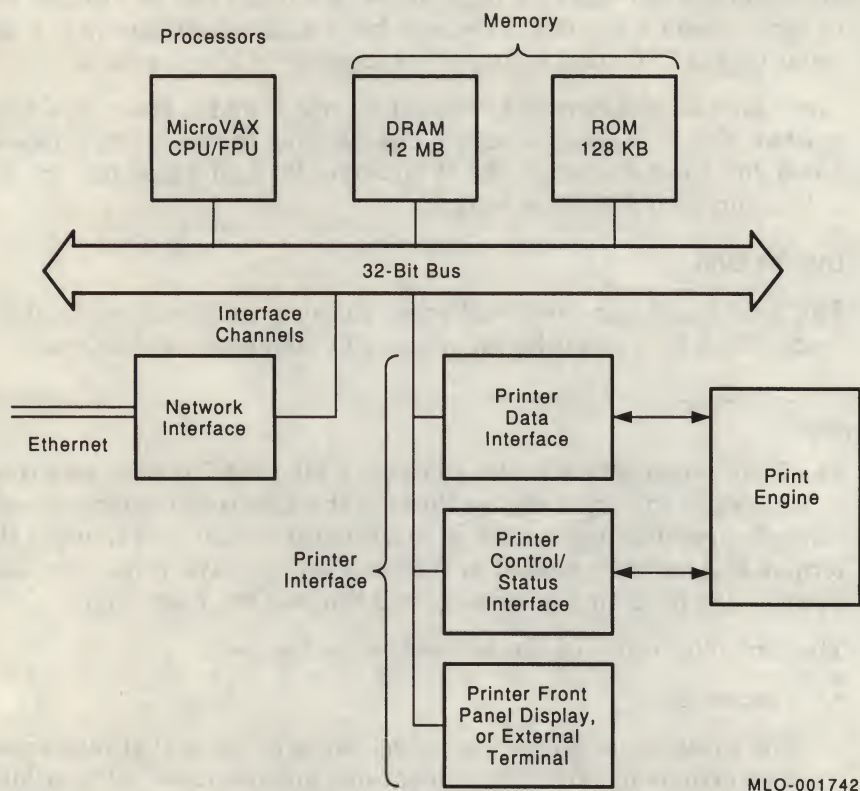 Memory
Processors
MicroVAX
CPU/FPU
DRAM
12 MB
ROM
128 KB
32-Bit Bus
Interface
Channels
Network
Interface
Ethernet
Printer
Data
Interface
Print
Engine
Printer
Interface
Printer
Control/
Status
Interface
Printer Front
Panel Display,
or External
Terminal
MLO-001742